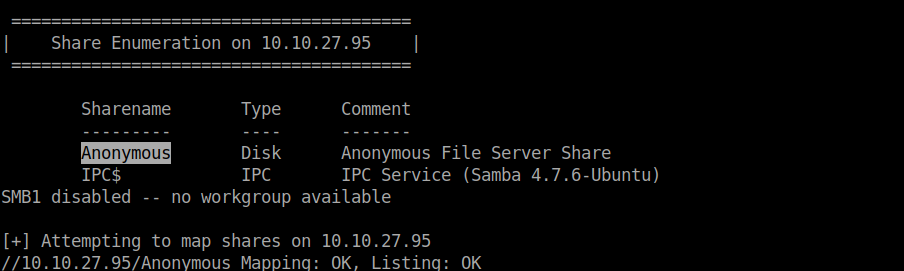 =========================================
|    Share Enumeration on 10.10.27.95    |
=========================================
Sharename       Type      Comment
---------       ----      -------
Anonymous       Disk      Anonymous File Server Share
IPC$            IPC       IPC Service (Samba 4.7.6-Ubuntu)
SMB1 disabled -- no workgroup available
[+] Attempting to map shares on 10.10.27.95
//10.10.27.95/Anonymous Mapping: OK, Listing: OK